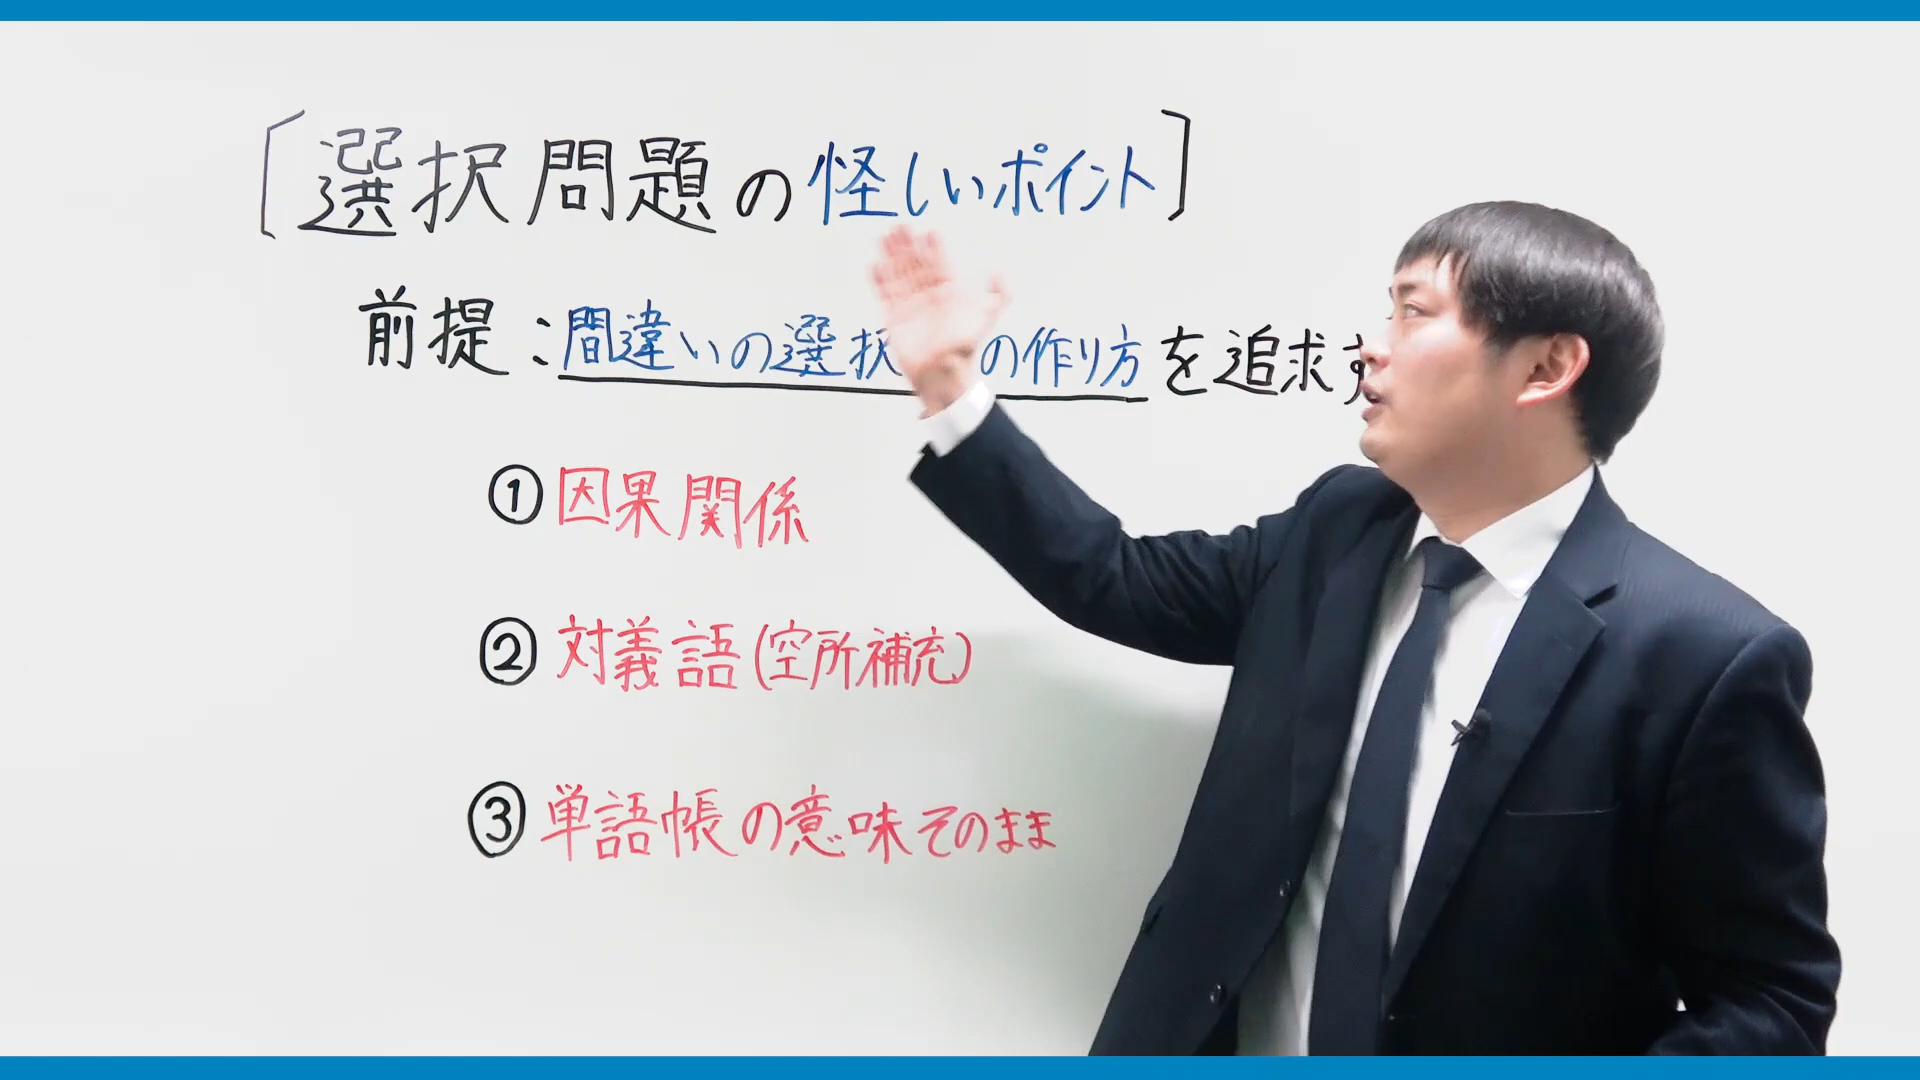 〔選択問題の怪しいポイント〕
前提:間違いの選択 の作り方を追求す
①因果関係
②対義語(空所補充)
③単語帳の意味そのまま